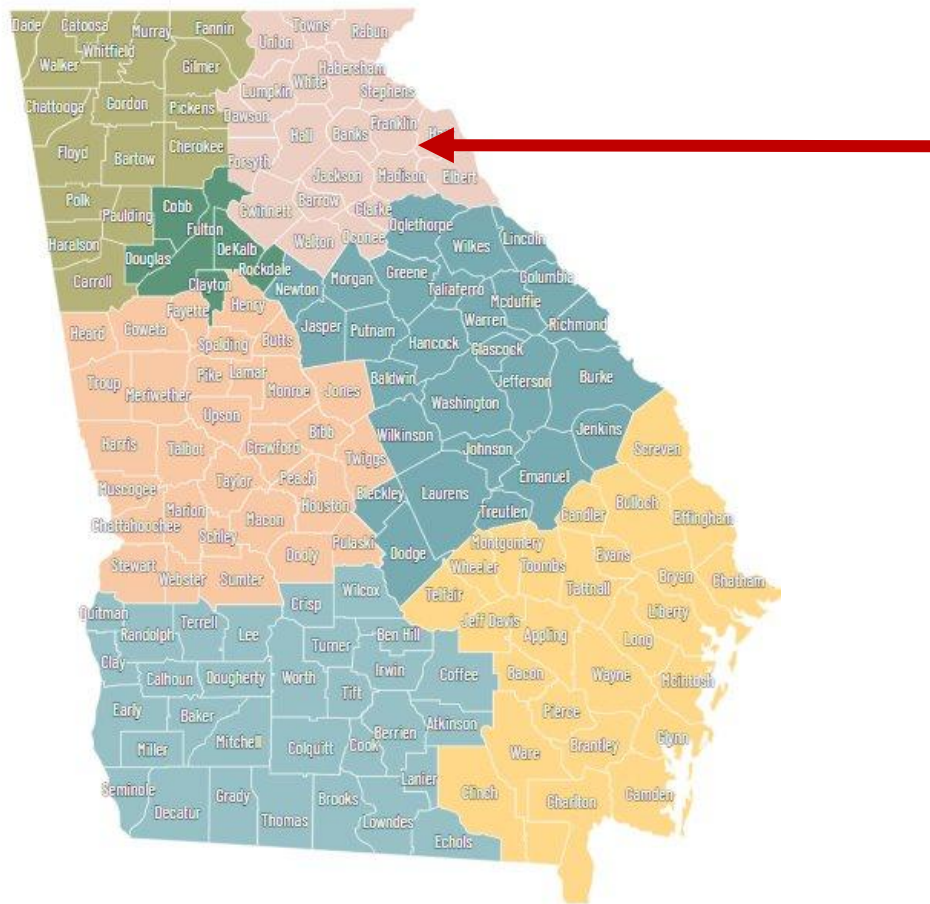 Dade
Catoosa
Murray
Fannin
Union
Towns
Rabun
Whitfield
Walker
Gilmer
Lumpkin
White
Habersham
Stephens
Chattooga
Gordon
Pickens
Dawson
Hall
Banks
Franklin
Floyd
Bartow
Cherokee
Forsyth
Jackson
Madison
Elbert
Polk
Paulding
Cobb
Fulton
Gwinnett
Barrow
Clarke
Oglethorpe
Haralson
Douglas
DeKalb
Rockdale
Walton
Oconee
Wilkes
Lincoln
Carroll
Clayton
Newton
Morgan
Greene
Taliaferro
Columbia
Mcduffie
Fayette
Henry
Heard
Coweta
Spalding
Butts
Jasper
Putnam
Hancock
Warren
Glascock
Richmond
Troup
Meriwether
Pike
Lamar
Monroe
Jones
Baldwin
Washington
Jefferson
Burke
Upson
Harris
Talbot
Crawford
Bibb
Twiggs
Wilkinson
Johnson
Jenkins
Screven
Muscogee
Taylor
Peach
Houston
Bleckley
Laurens
Emanuel
Treutlen
Candler
Bulloch
Effingham
Chattahoochee
Marion
Schley
Macon
Dooly
Pulaski
Dodge
Montgomery
Wheeler
Toombs
Evans
Tattnall
Bryan
Chatham
Stewart
Webster
Sumter
Telfair
Quitman
Randolph
Terrell
Lee
Crisp
Wilcox
Turner
Ben Hill
Jeff Davis
Appling
Long
Liberty
Clay
Calhoun
Dougherty
Worth
Tift
Irwin
Coffee
Bacon
Wayne
Mcintosh
Early
Baker
Miller
Mitchell
Colquitt
Cook
Berrien
Atkinson
Pierce
Ware
Brantley
Glynn
Seminole
Decatur
Grady
Thomas
Brooks
Lanier
Lowndes
Echols
Clinch
Charlton
Camden